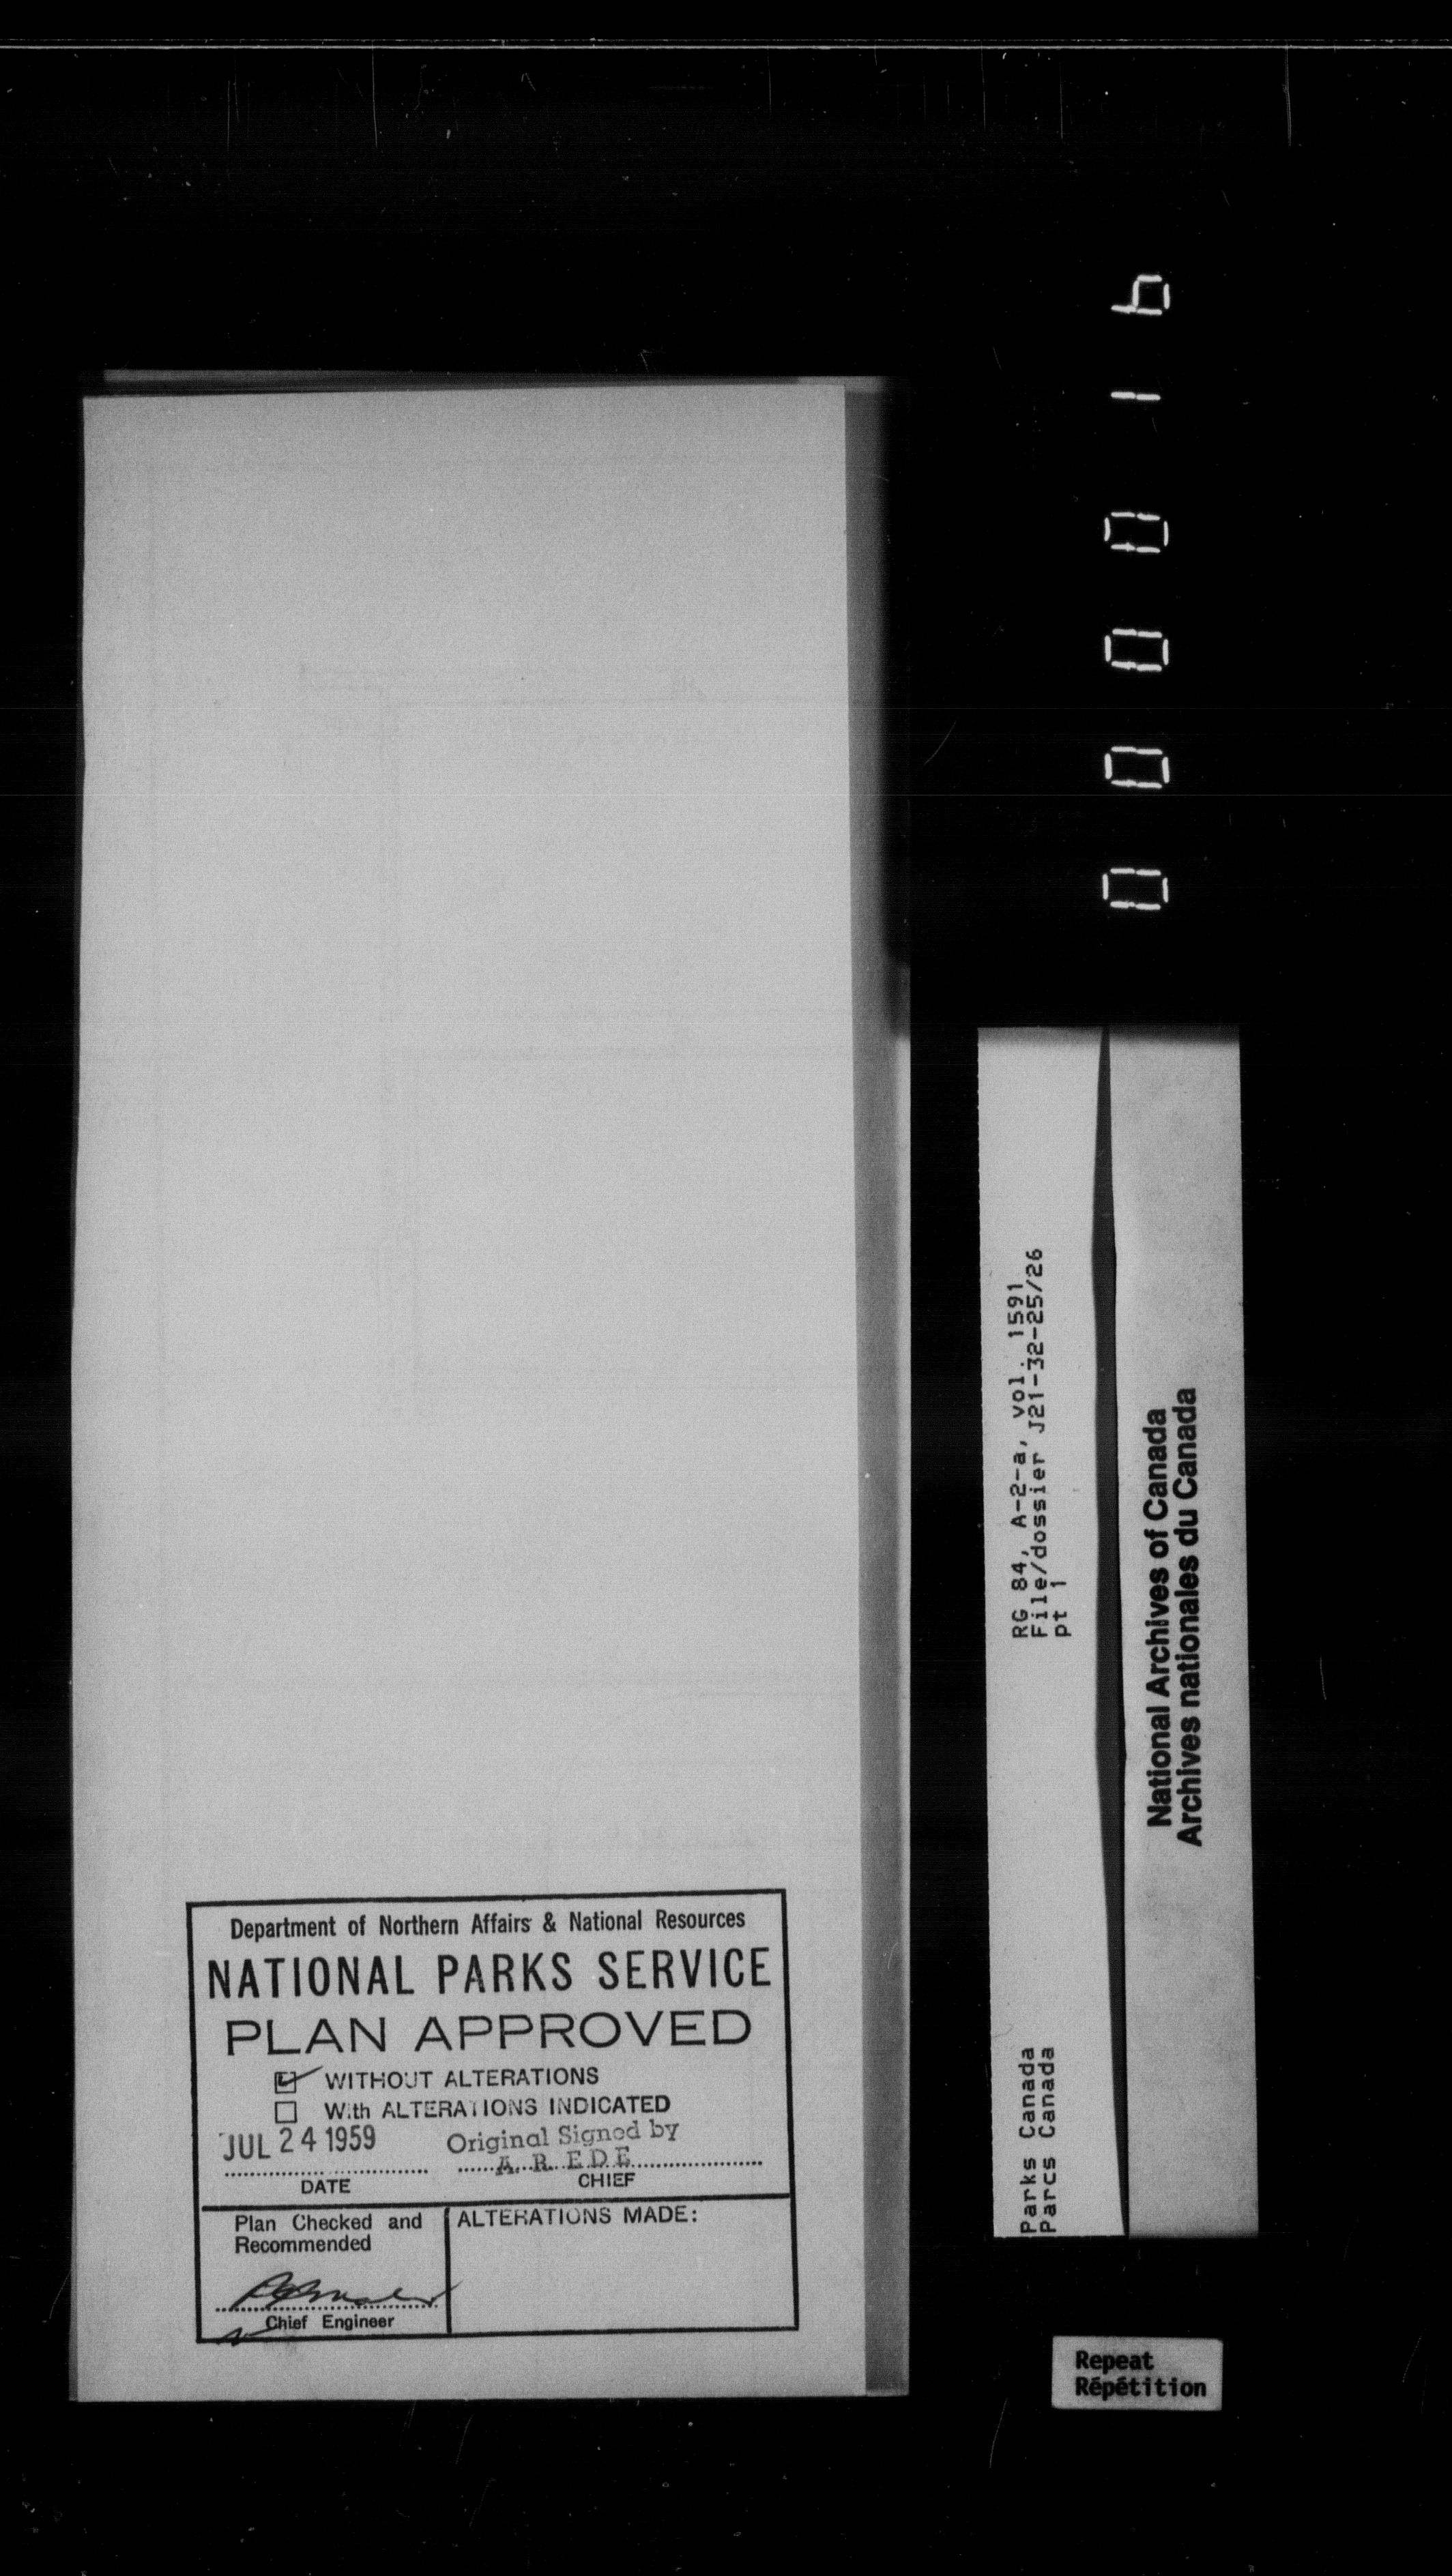 000016
RG 84, A-2-a, vol. 1591
File/dossier J21-32-25/26
pt 1
Parks Canada
Parcs Canada
National Archives of Canada
Archives nationales du Canada
Department of Northern Affairs & National Resources
NATIONAL PARKS SERVICE
PLAN APPROVED
WITHOUT ALTERATIONS
With ALTERATIONS INDICATED
JUL 24 1959
Original Signed by
A. R. EDE
DATE
CHIEF
Plan Checked and
Recommended
Chief Engineer
ALTERATIONS MADE:
Repeat
Répétition